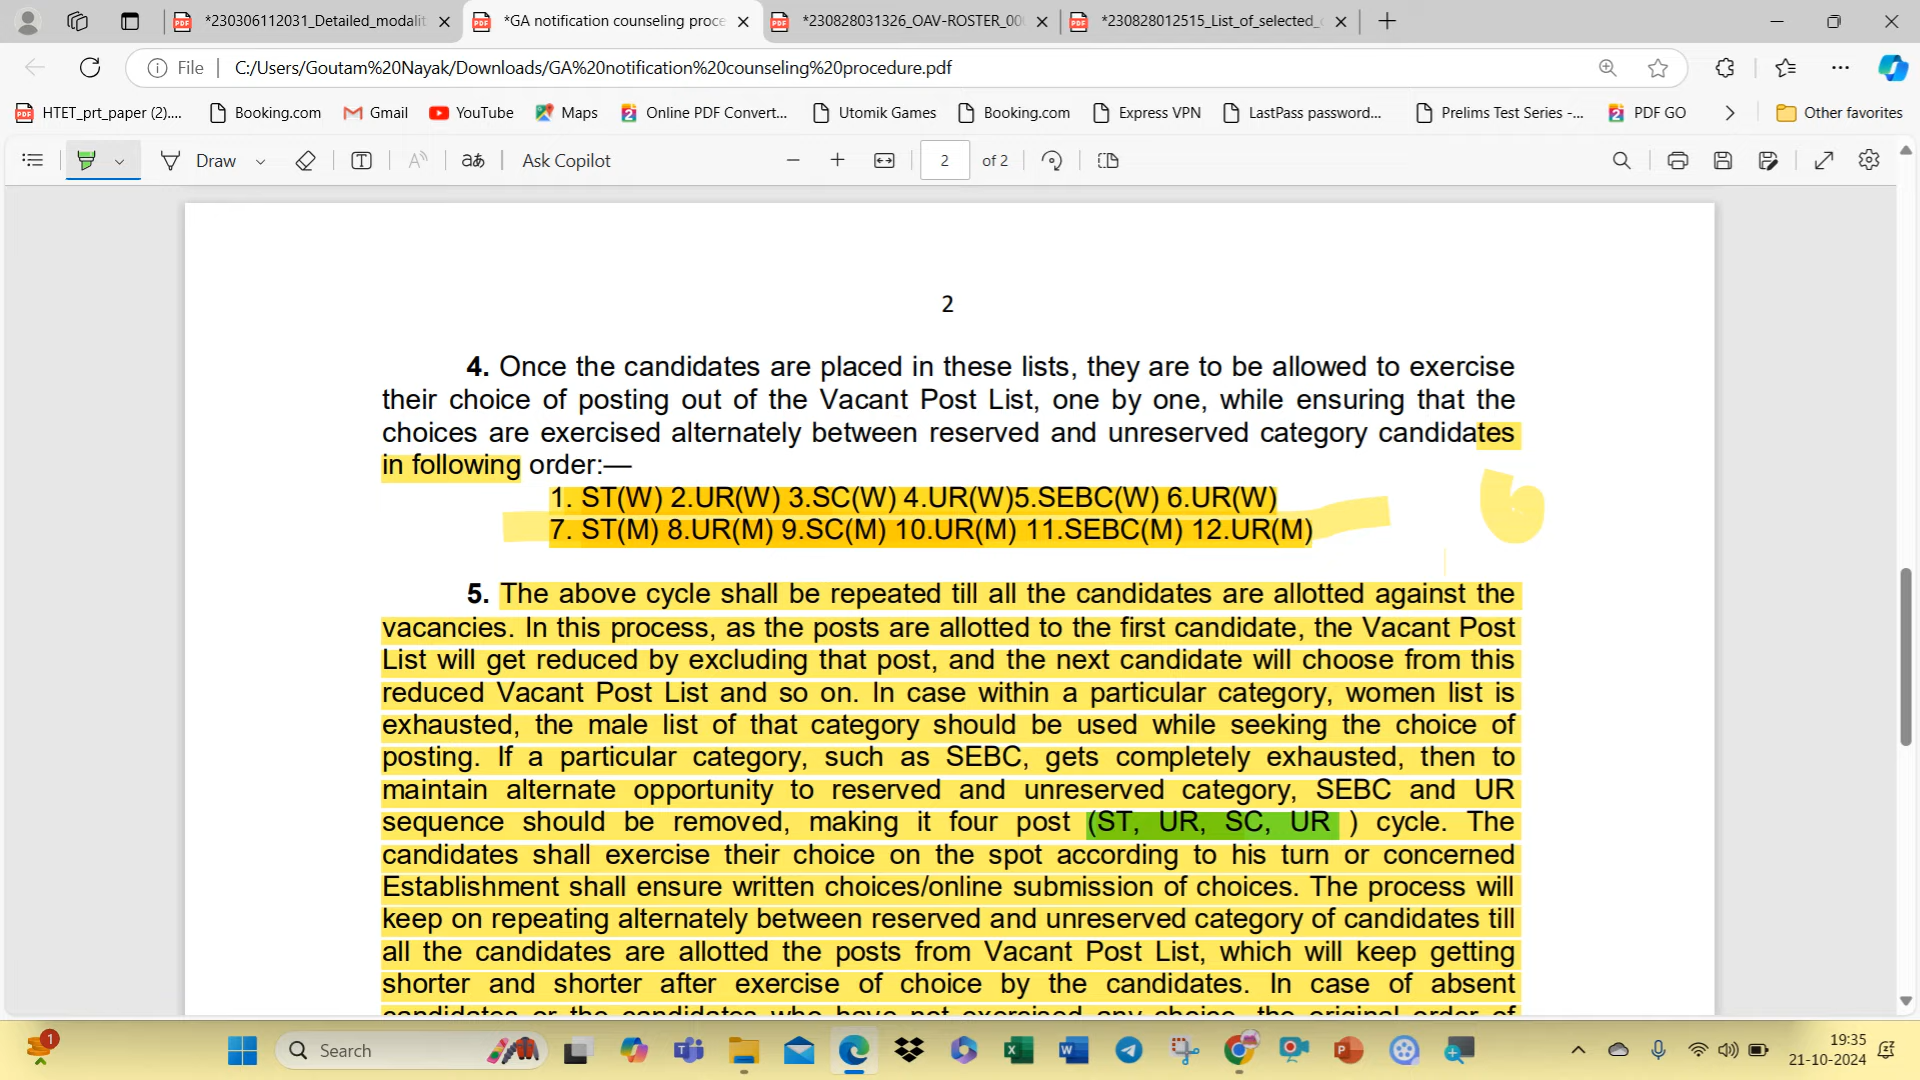 *230306112031_Detailed_modalit
*GA notification counseling proce
*230828031326_OAV-ROSTER_00
*230828012515_List_of_selected_
File
C:/Users/Goutam%20Nayak/Downloads/GA%20notification%20counseling%20procedure.pdf
HTET_prt_paper (2)....
Booking.com
Gmail
YouTube
Maps
Online PDF Convert...
Utomik Games
Booking.com
Express VPN
LastPass password...
Prelims Test Series -...
PDF GO
Other favorites
Draw
Ask Copilot
2 of 2
2
4. Once the candidates are placed in these lists, they are to be allowed to exercise
their choice of posting out of the Vacant Post List, one by one, while ensuring that the
choices are exercised alternately between reserved and unreserved category candidates
in following order:—
1. ST(W) 2.UR(W) 3.SC(W) 4.UR(W)5.SEBC(W) 6.UR(W)
7. ST(M) 8.UR(M) 9.SC(M) 10.UR(M) 11.SEBC(M) 12.UR(M)
5. The above cycle shall be repeated till all the candidates are allotted against the
vacancies. In this process, as the posts are allotted to the first candidate, the Vacant Post
List will get reduced by excluding that post, and the next candidate will choose from this
reduced Vacant Post List and so on. In case within a particular category, women list is
exhausted, the male list of that category should be used while seeking the choice of
posting. If a particular category, such as SEBC, gets completely exhausted, then to
maintain alternate opportunity to reserved and unreserved category, SEBC and UR
sequence should be removed, making it four post (ST, UR, SC, UR ) cycle. The
candidates shall exercise their choice on the spot according to his turn or concerned
Establishment shall ensure written choices/online submission of choices. The process will
keep on repeating alternately between reserved and unreserved category of candidates till
all the candidates are allotted the posts from Vacant Post List, which will keep getting
shorter and shorter after exercise of choice by the candidates. In case of absent
candidates or the candidates who have not exercised any choice, the original order of
1
Search
19:35
21-10-2024